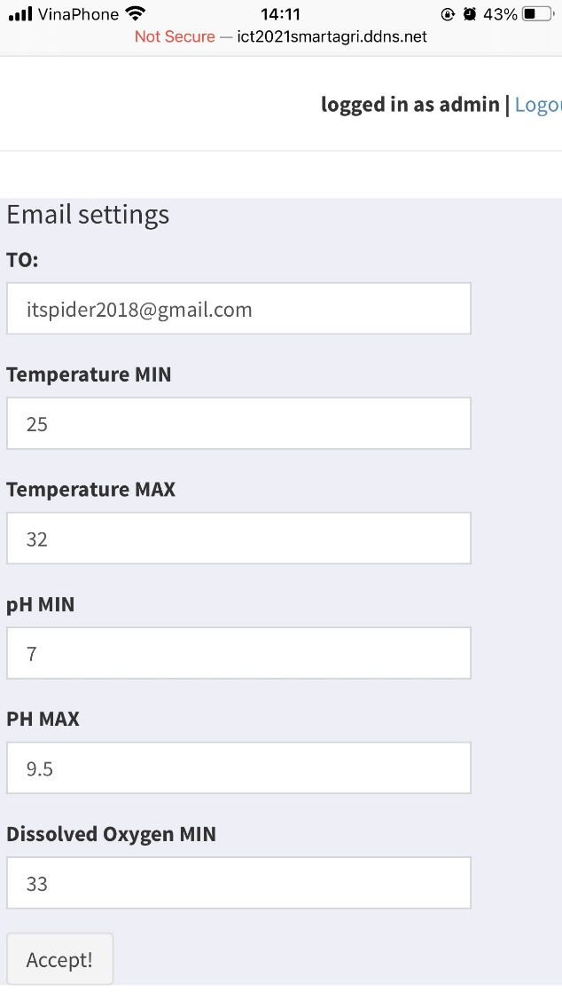 VinaPhone 14:11 43%
Not Secure — ict2021smartagri.ddns.net
logged in as admin | Logou
Email settings
TO:
itspider2018@gmail.com
Temperature MIN
25
Temperature MAX
32
pH MIN
7
PH MAX
9.5
Dissolved Oxygen MIN
33
Accept!